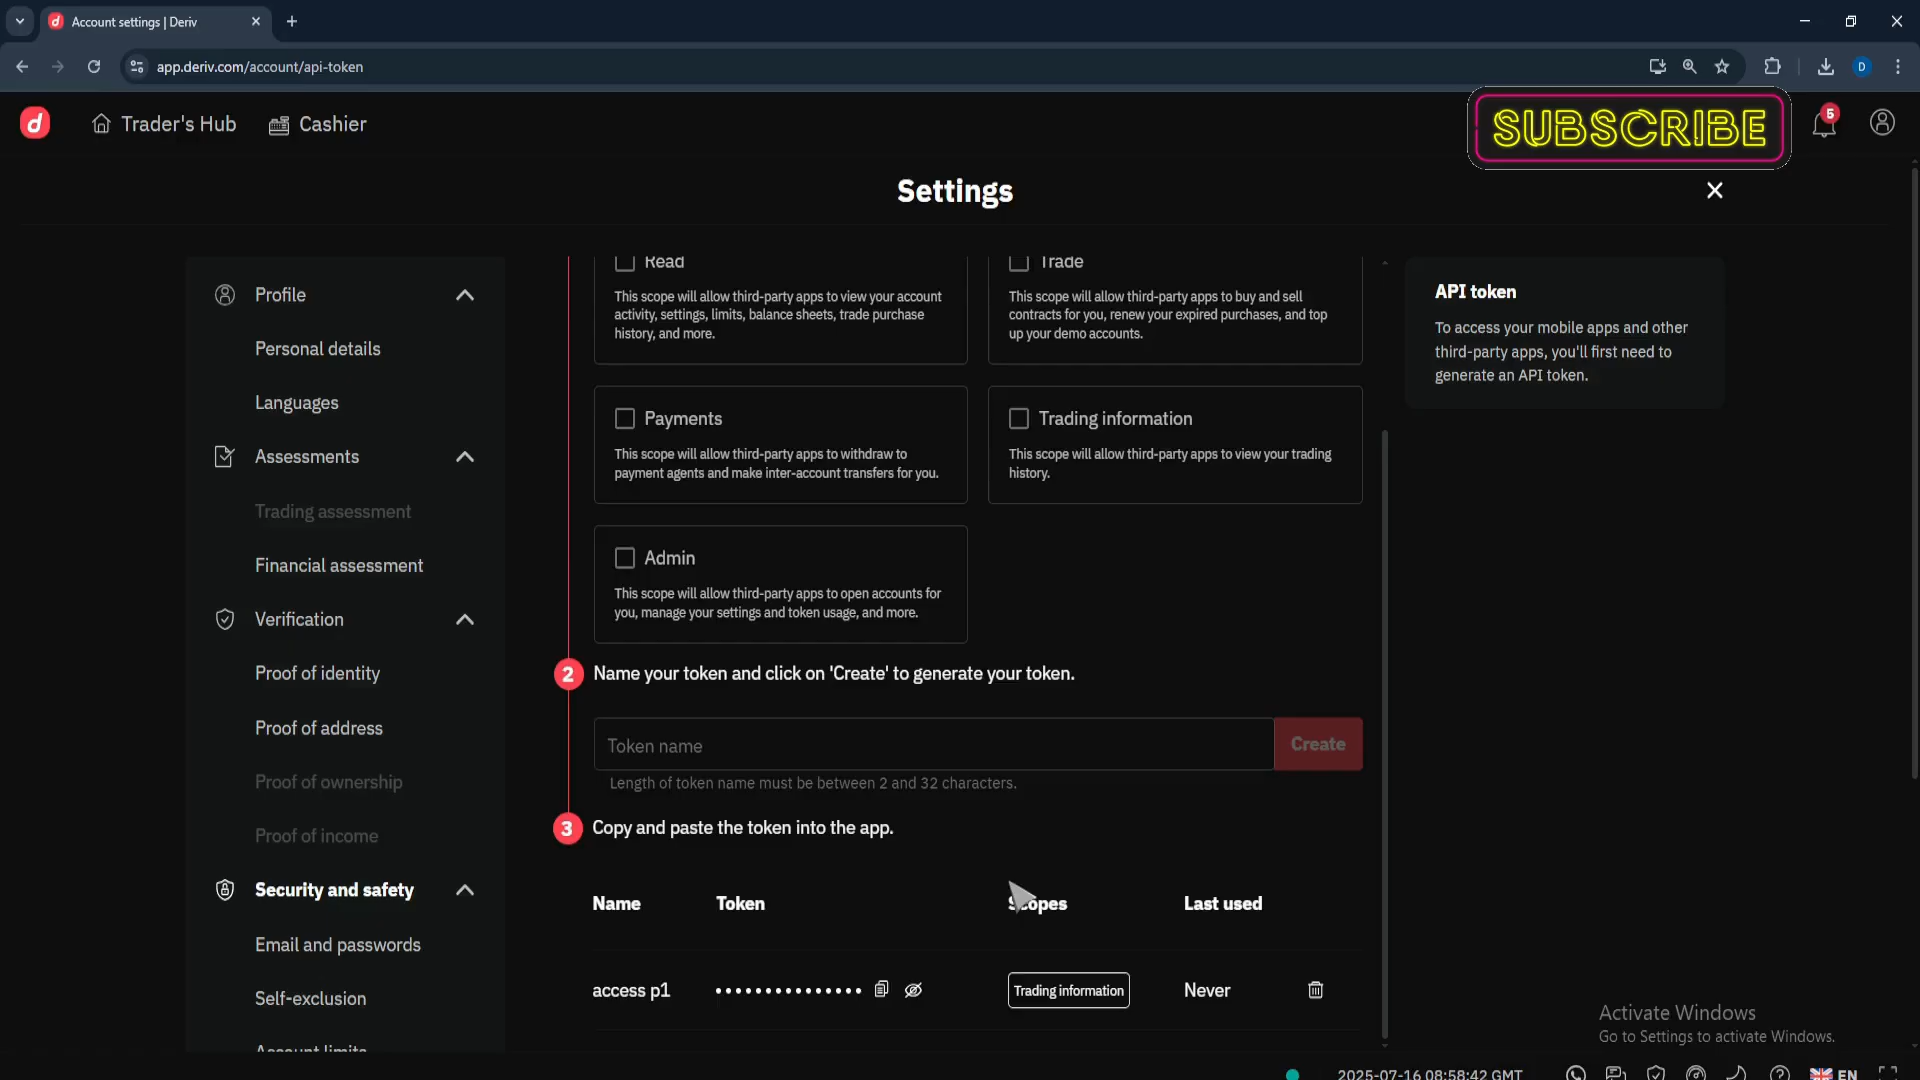 Account settings | Deriv
app.deriv.com/account/api-token
D
d
Trader's Hub
Cashier
SUBSCRIBE
5
Settings
Profile
Personal details
Languages
Assessments
Trading assessment
Financial assessment
Verification
Proof of identity
Proof of address
Proof of ownership
Proof of income
Security and safety
Email and passwords
Self-exclusion
Account limits
Read
This scope will allow third-party apps to view your account
activity, settings, limits, balance sheets, trade purchase
history, and more.
Trade
This scope will allow third-party apps to buy and sell
contracts for you, renew your expired purchases, and top
up your demo accounts.
Payments
This scope will allow third-party apps to withdraw to
payment agents and make inter-account transfers for you.
Trading information
This scope will allow third-party apps to view your trading
history.
Admin
This scope will allow third-party apps to open accounts for
you, manage your settings and token usage, and more.
2
Name your token and click on 'Create' to generate your token.
Token name
Create
Length of token name must be between 2 and 32 characters.
3
Copy and paste the token into the app.
Name
Token
Scopes
Last used
access p1
Trading information
Never
API token
To access your mobile apps and other
third-party apps, you'll first need to
generate an API token.
Activate Windows
Go to Settings to activate Windows.
2025-07-16 08:58:42 GMT
EN